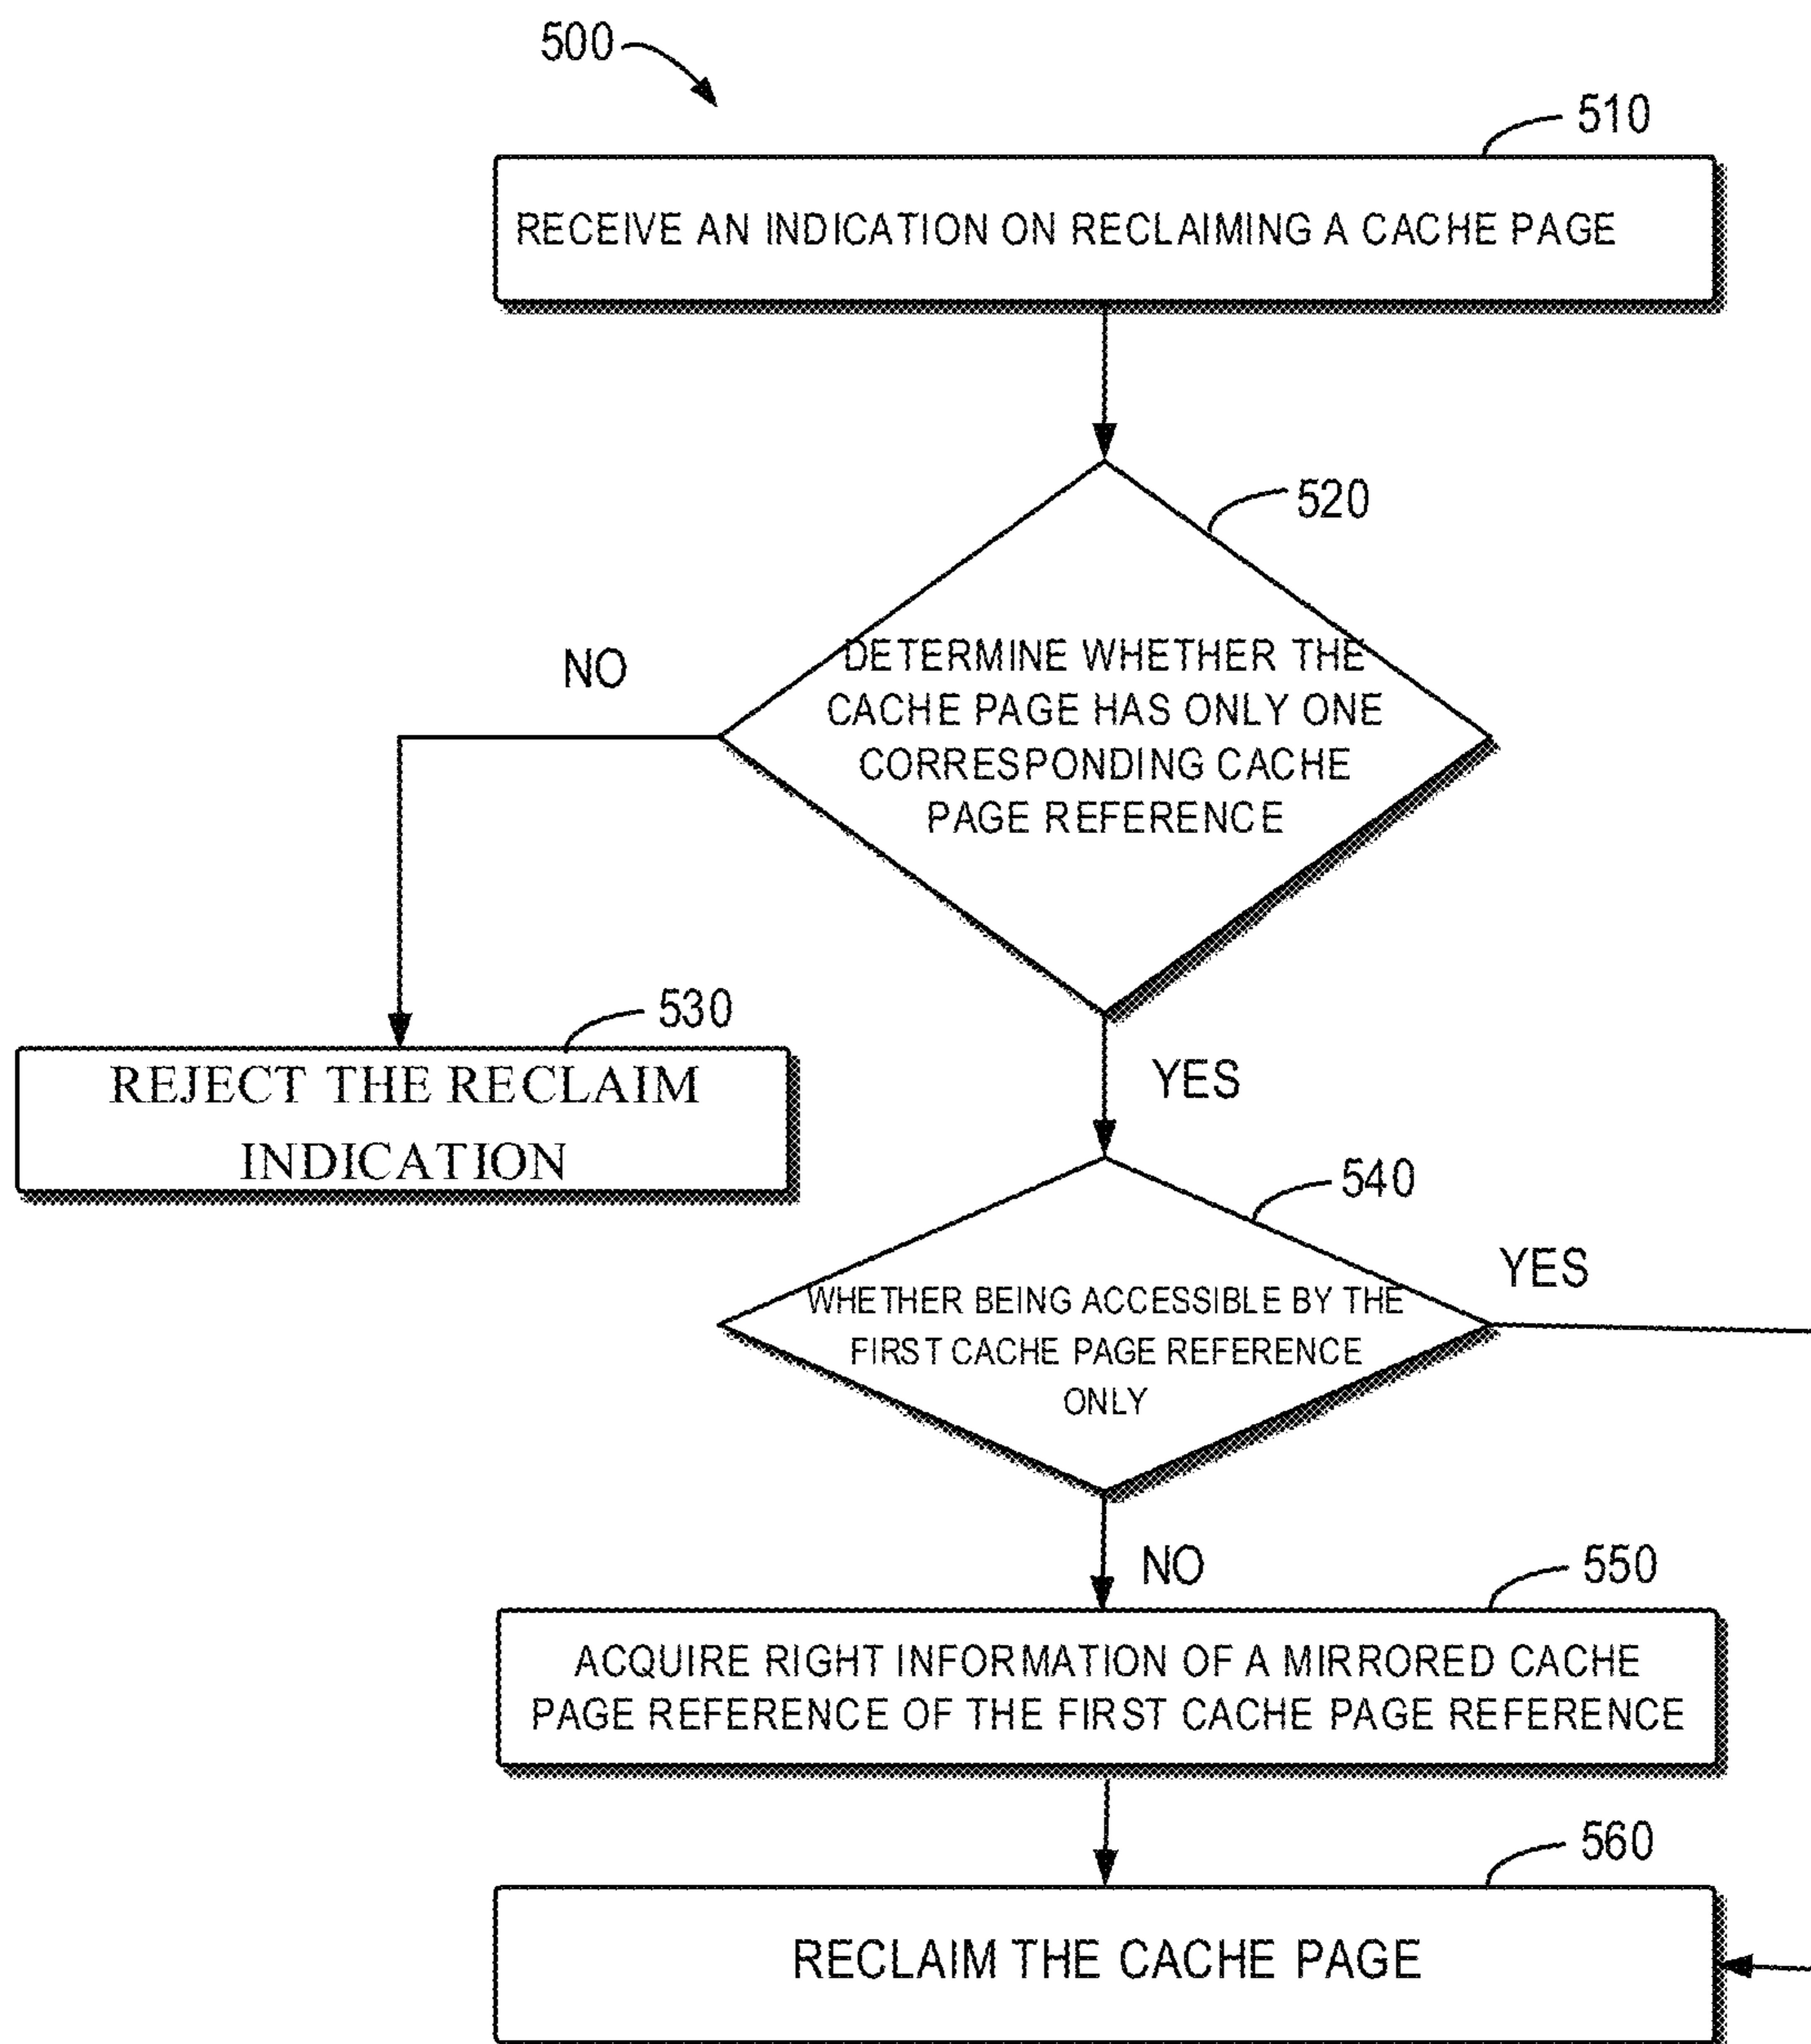 500
510
RECEIVE AN INDICATION ON RECLAIMING A CACHE PAGE
520
DETERMINE WHETHER THE
CACHE PAGE HAS ONLY ONE
CORRESPONDING CACHE
PAGE REFERENCE
NO
530
REJECT THE RECLAIM
INDICATION
YES
540
WHETHER BEING ACCESSIBLE BY THE
FIRST CACHE PAGE REFERENCE
ONLY
YES
NO
550
ACQUIRE RIGHT INFORMATION OF A MIRRORED CACHE
PAGE REFERENCE OF THE FIRST CACHE PAGE REFERENCE
560
RECLAIM THE CACHE PAGE